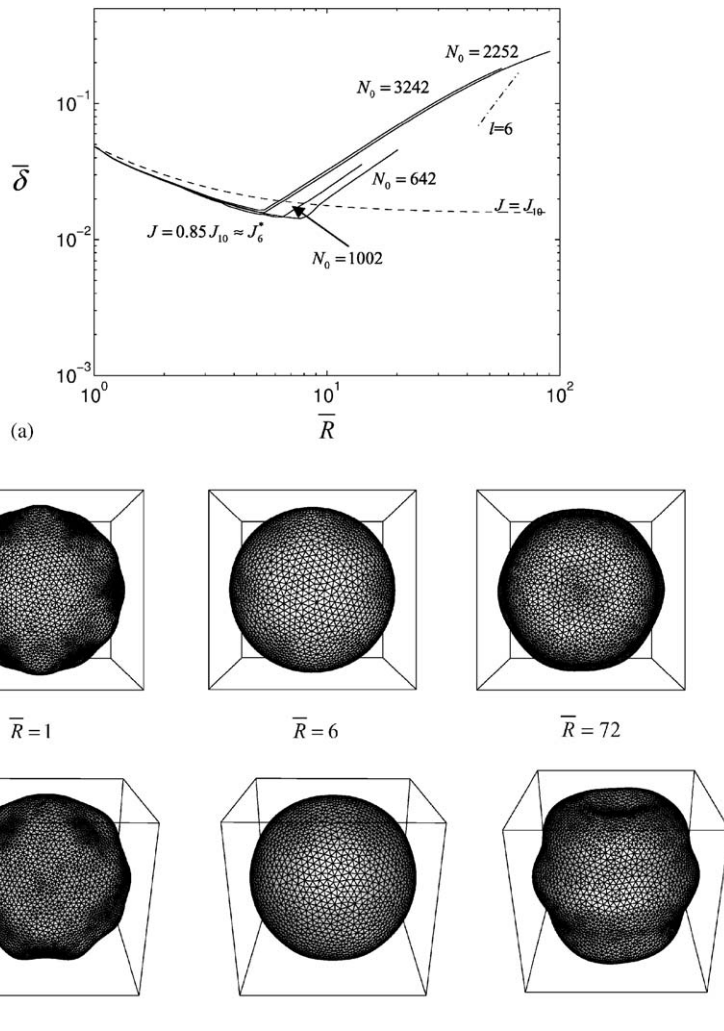 N₀ = 2252
10⁻¹
N₀ = 3242
l=6
δ̅
N₀ = 642
J = J₁₀
J = 0.85 J₁₀ ≈ J₆*
10⁻²
N₀ = 1002
10⁻³
10⁰ 10¹ 10²
(a) R̅
R̅ = 1 R̅ = 6 R̅ = 72